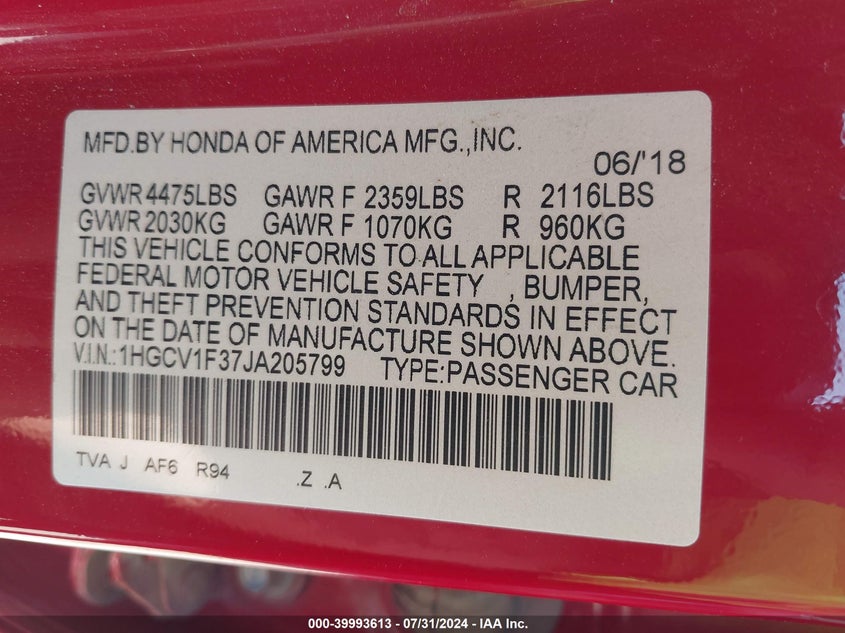 MFD.BY HONDA OF AMERICA MFG.,INC.
06/'18
GVWR 4475LBS GAWR F 2359LBS R 2116LBS
GVWR 2030KG GAWR F 1070KG R 960KG
THIS VEHICLE CONFORMS TO ALL APPLICABLE
FEDERAL MOTOR VEHICLE SAFETY , BUMPER,
AND THEFT PREVENTION STANDARDS IN EFFECT
ON THE DATE OF MANUFACTURE SHOWN ABOVE.
V.I.N.:1HGCV1F37JA205799 TYPE:PASSENGER CAR
TVA J AF6 R94 .Z .A
000-39993613 - 07/31/2024 - IAA Inc.